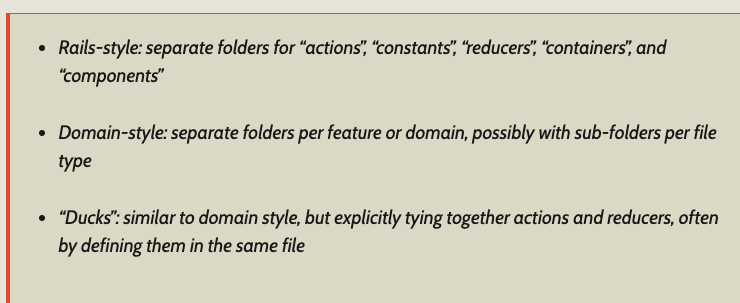 • Rails-style: separate folders for “actions”, “constants”, “reducers”, “containers”, and
“components”
• Domain-style: separate folders per feature or domain, possibly with sub-folders per file
type
• “Ducks”: similar to domain style, but explicitly tying together actions and reducers, often
by defining them in the same file